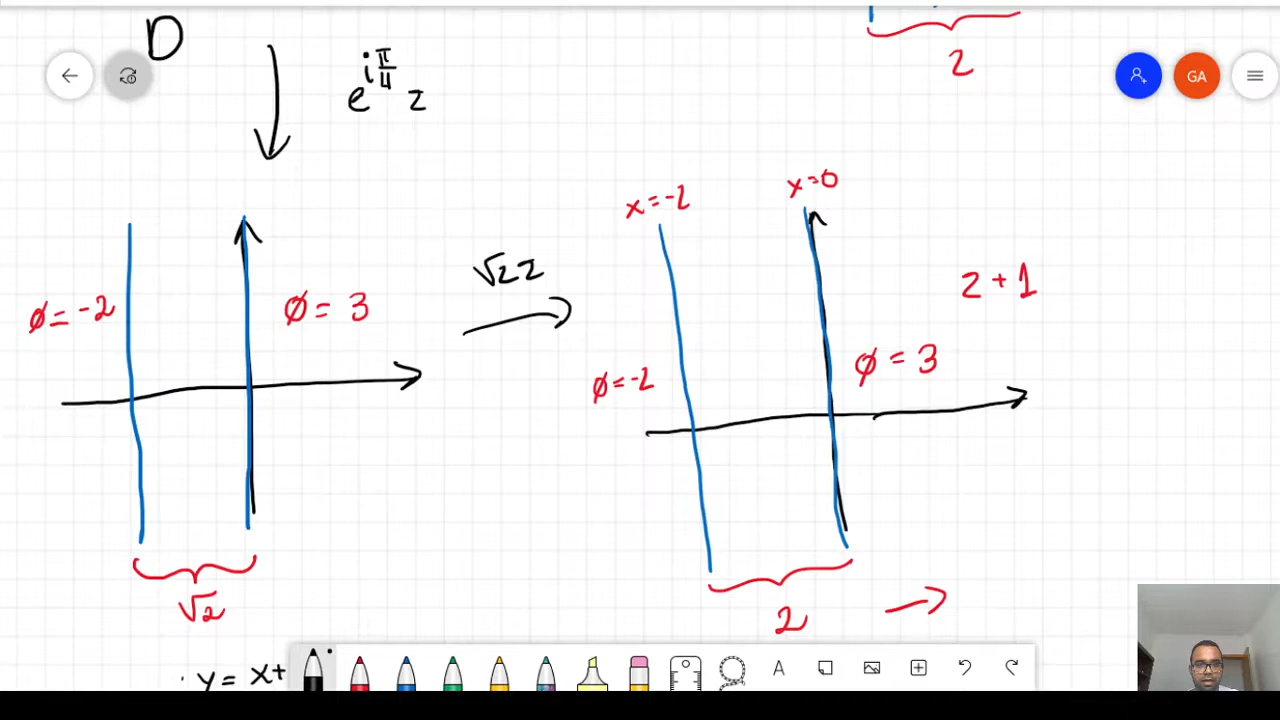 D
e^{iπ/4} z
2
GA
x=-2
x=0
√2 z
2 + 1
ø= -2
ø= 3
ø=-2
ø = 3
√2
2
y= x+
A